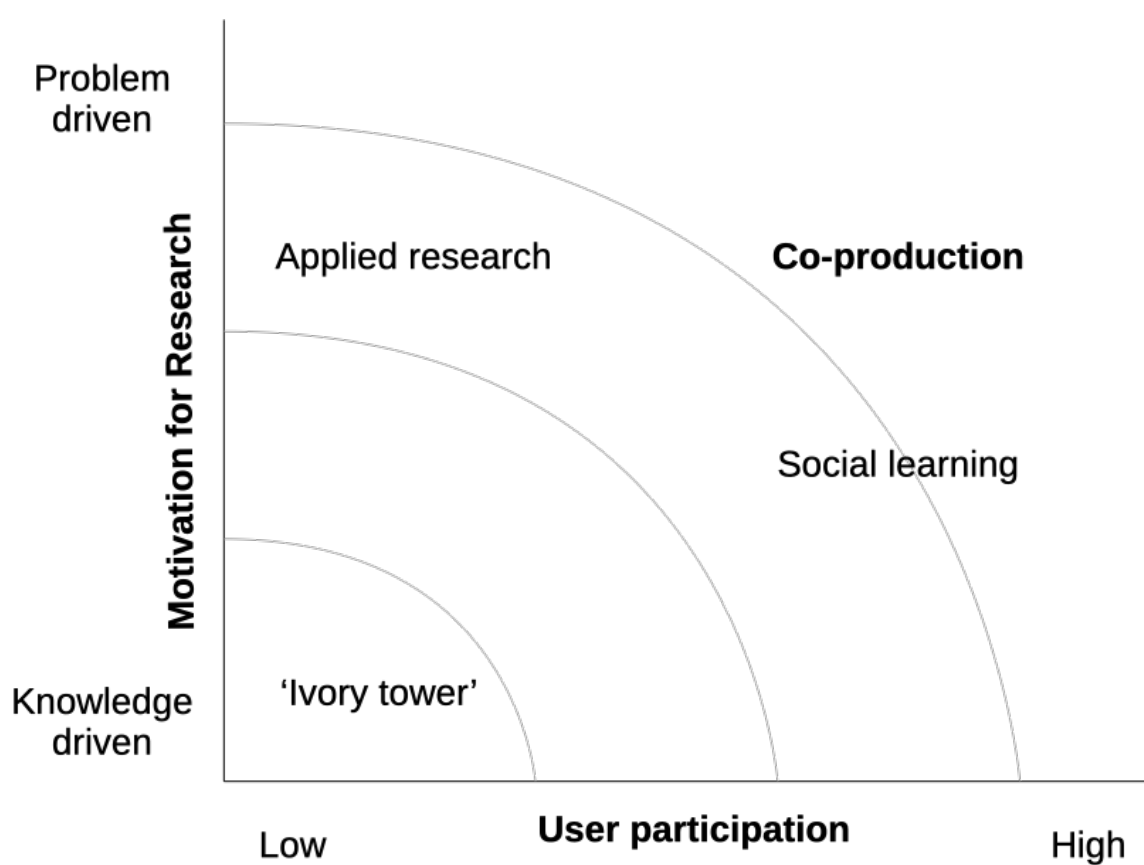 Problem
driven
Applied research
Co-production
Motivation for Research
Social learning
‘Ivory tower’
Knowledge
driven
User participation
Low
High